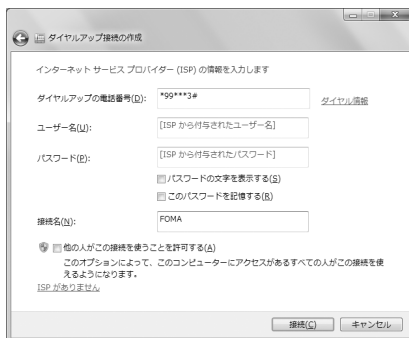 ダイヤルアップ接続の作成
インターネット サービス プロバイダー (ISP) の情報を入力します
ダイヤルアップの電話番号(D): *99***3# ダイヤル情報
ユーザー名(U): [ISP から付与されたユーザー名]
パスワード(P): [ISP から付与されたパスワード]
パスワードの文字を表示する(S)
このパスワードを記憶する(R)
接続名(N): FOMA
他の人がこの接続を使うことを許可する(A)
このオプションによって、このコンピューターにアクセスがあるすべての人がこの接続を使
えるようになります。
ISP がありません
接続(C) キャンセル